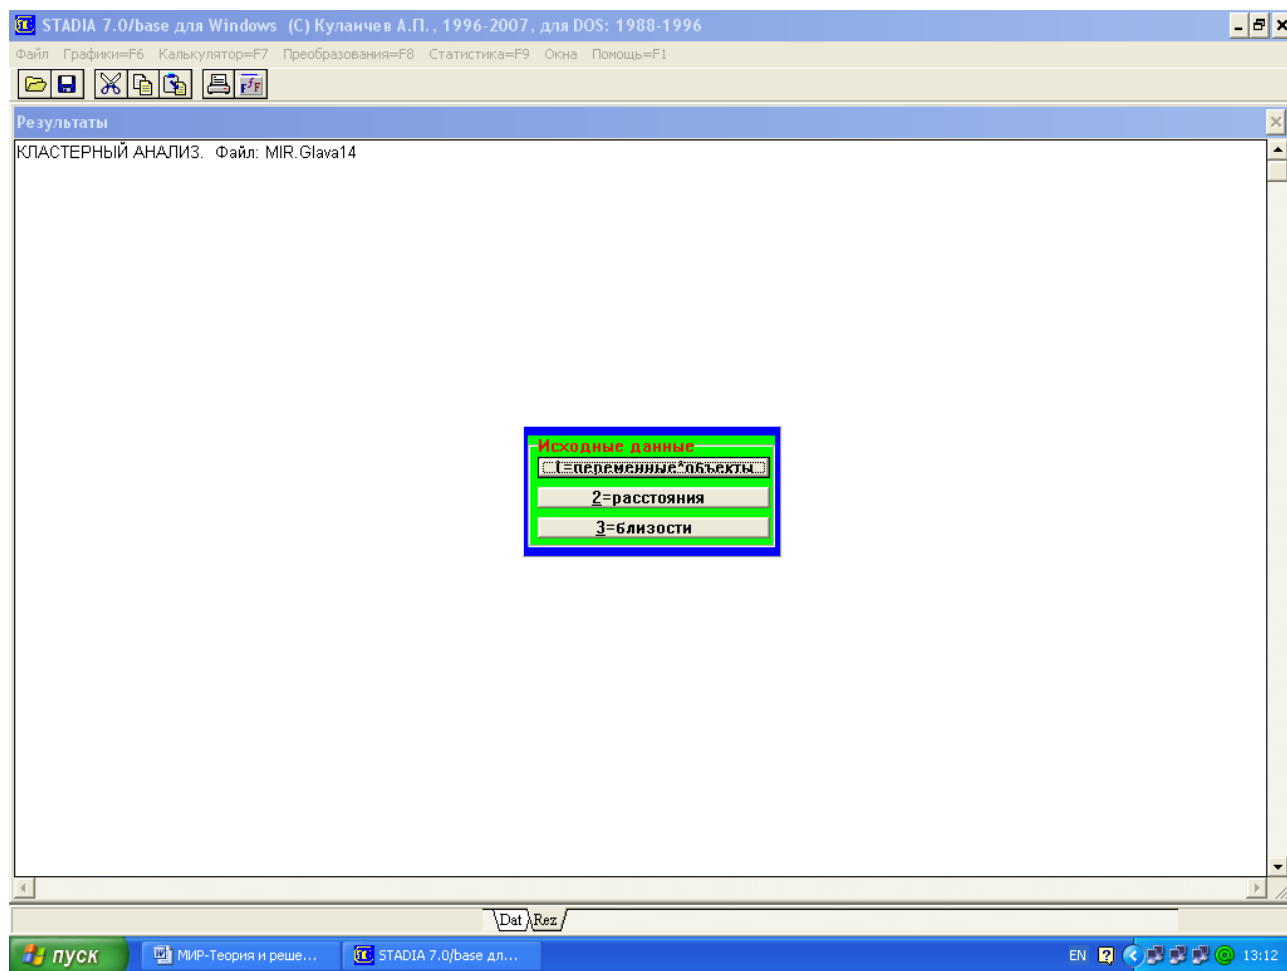 STADIA 7.0/base для Windows (C) Кулаичев А.П., 1996-2007, для DOS: 1988-1996
Файл Графики=F6 Калькулятор=F7 Преобразования=F8 Статистика=F9 Окна Помощь=F1
Результаты
КЛАСТЕРНЫЙ АНАЛИЗ. Файл: MIR.Glava14
Исходные данные
1=переменные*объекты
2=расстояния
3=близости
Dat Rez
пуск МИР-Теория и реше... STADIA 7.0/base дл... EN 13:12